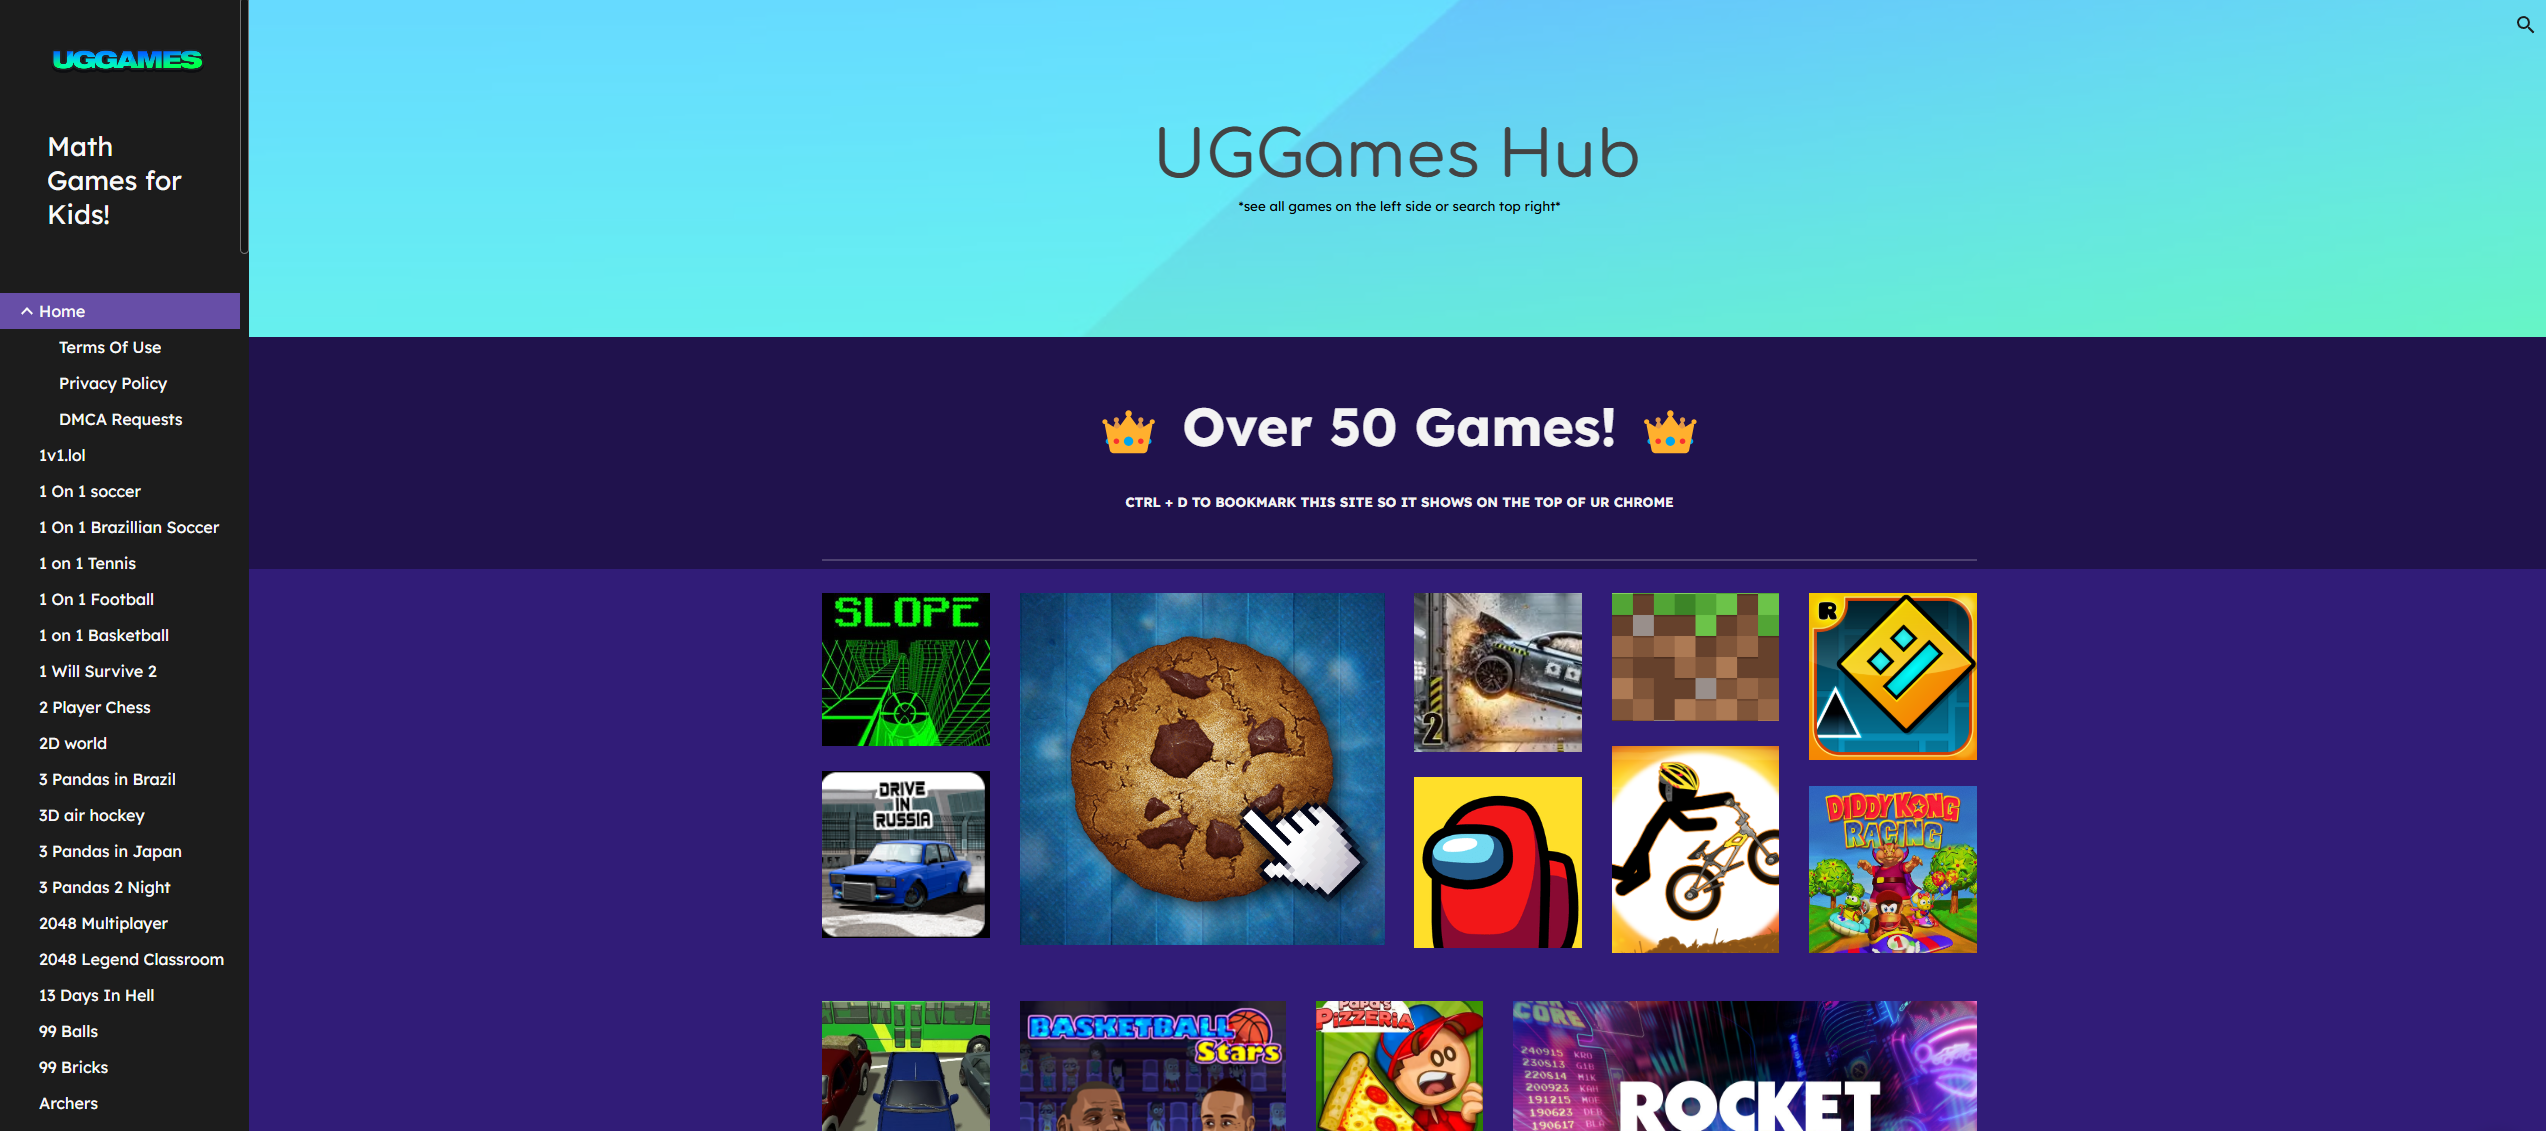 UGGAMES
Math
Games for
Kids!
Home
Terms Of Use
Privacy Policy
DMCA Requests
1v1.lol
1 On 1 soccer
1 On 1 Brazillian Soccer
1 on 1 Tennis
1 On 1 Football
1 on 1 Basketball
1 Will Survive 2
2 Player Chess
2D world
3 Pandas in Brazil
3D air hockey
3 Pandas in Japan
3 Pandas 2 Night
2048 Multiplayer
2048 Legend Classroom
13 Days In Hell
99 Balls
99 Bricks
Archers
UGGames Hub
*see all games on the left side or search top right*
Over 50 Games!
CTRL + D TO BOOKMARK THIS SITE SO IT SHOWS ON THE TOP OF UR CHROME
SLOPE
2
R
DRIVE
IN
RUSSIA
DIDDY KONG
RACING
1
BASKETBALL
Stars
Papa's
PIZZERIA
CORE
240915 KRO
230813 GIB
220814 MIK
200923 KAH
191215
190623
190617
ROCKET